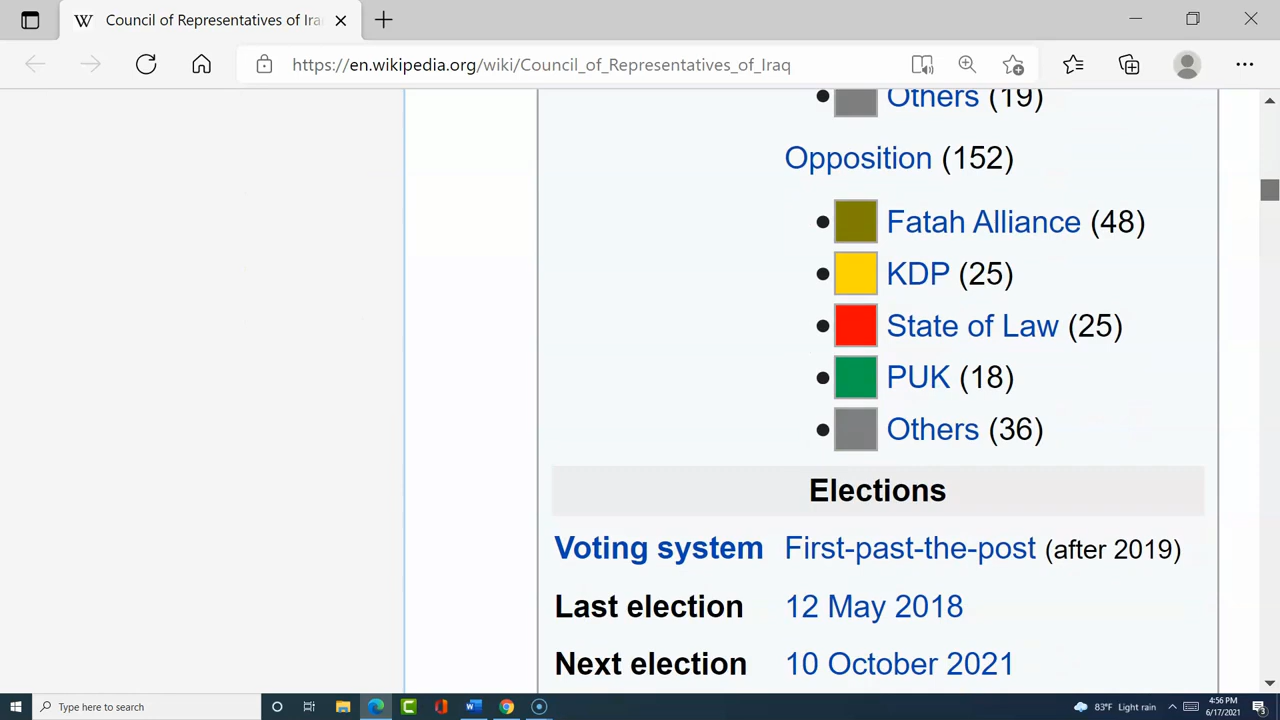 Council of Representatives of Ira
https://en.wikipedia.org/wiki/Council_of_Representatives_of_Iraq
Others (19)
Opposition (152)
Fatah Alliance (48)
KDP (25)
State of Law (25)
PUK (18)
Others (36)
Elections
Voting system First-past-the-post (after 2019)
Last election 12 May 2018
Next election 10 October 2021
Type here to search
83°F Light rain
4:56 PM
6/17/2021